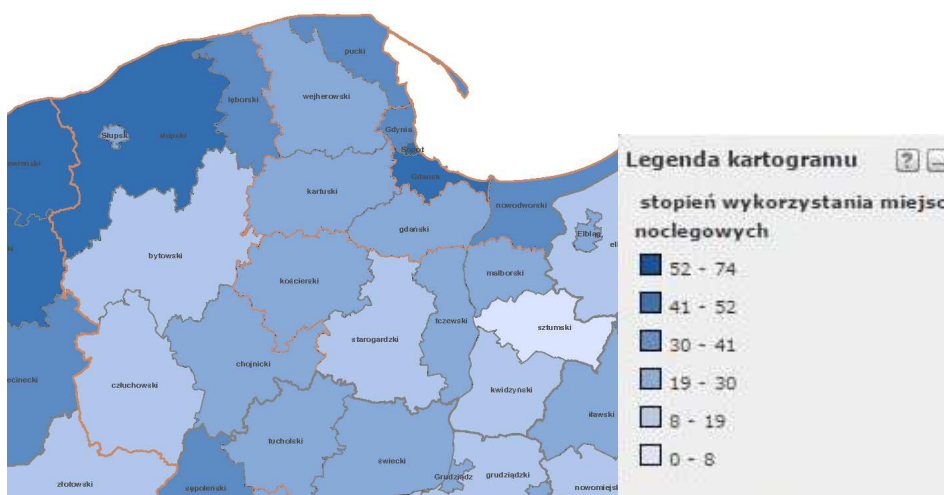 pucki
lęborski
wejherowski
Gdynia
Słupsk
słupski
Sopot
Gdańsk
kartuski
nowodworski
gdański
Elbląg
bytowski
malborski
kościerski
tczewski
sztumski
starogardzki
chojnicki
człuchowski
kwidzyński
iławski
tucholski
świecki
Grudziądz
grudziądzki
złotowski
sępoleński
nowomiejs
Legenda kartogramu
stopień wykorzystania miejsc
noclegowych
52 - 74
41 - 52
30 - 41
19 - 30
8 - 19
0 - 8